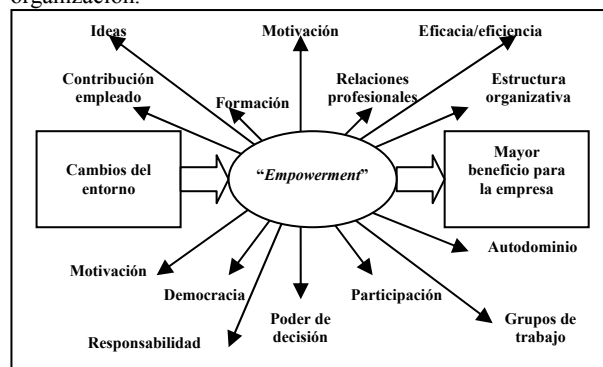 organización.
Ideas
Motivación
Eficacia/eficiencia
Contribución
empleado
Formación
Relaciones
profesionales
Estructura
organizativa
Cambios del
entorno
“Empowerment”
Mayor
beneficio para
la empresa
Autodominio
Motivación
Democracia
Participación
Responsabilidad
Poder de
decisión
Grupos de
trabajo